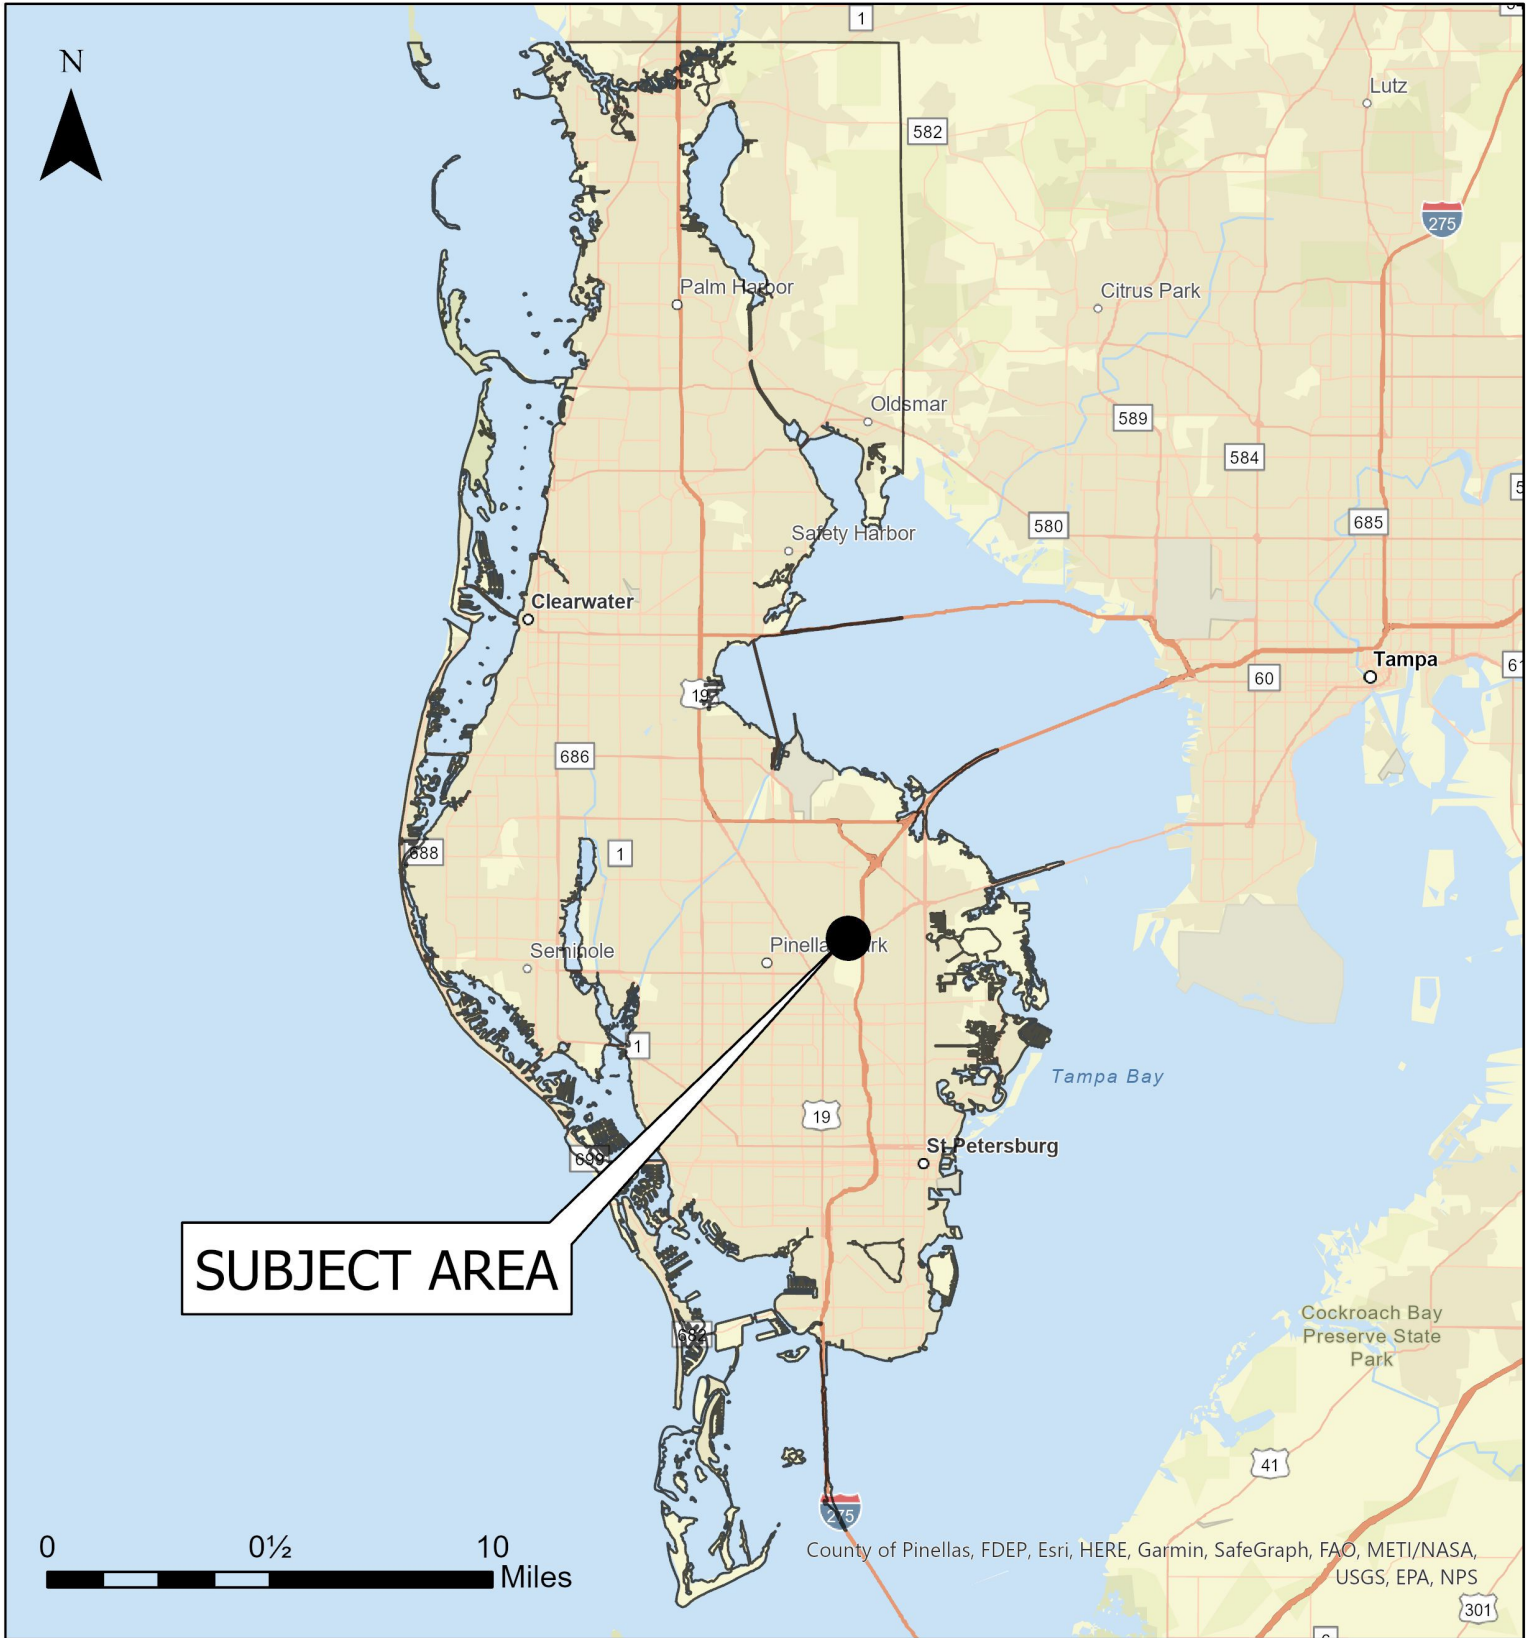 1
N
Lutz
582
275
Palm Harbor
Citrus Park
Oldsmar
589
584
580
685
Safety Harbor
Clearwater
Tampa
60
19
686
688
1
Seminole
1
Tampa Bay
19
St Petersburg
699
SUBJECT AREA
Cockroach Bay
Preserve State
Park
682
41
275
0 0½ 10
Miles
County of Pinellas, FDEP, Esri, HERE, Garmin, SafeGraph, FAO, METI/NASA,
USGS, EPA, NPS
301